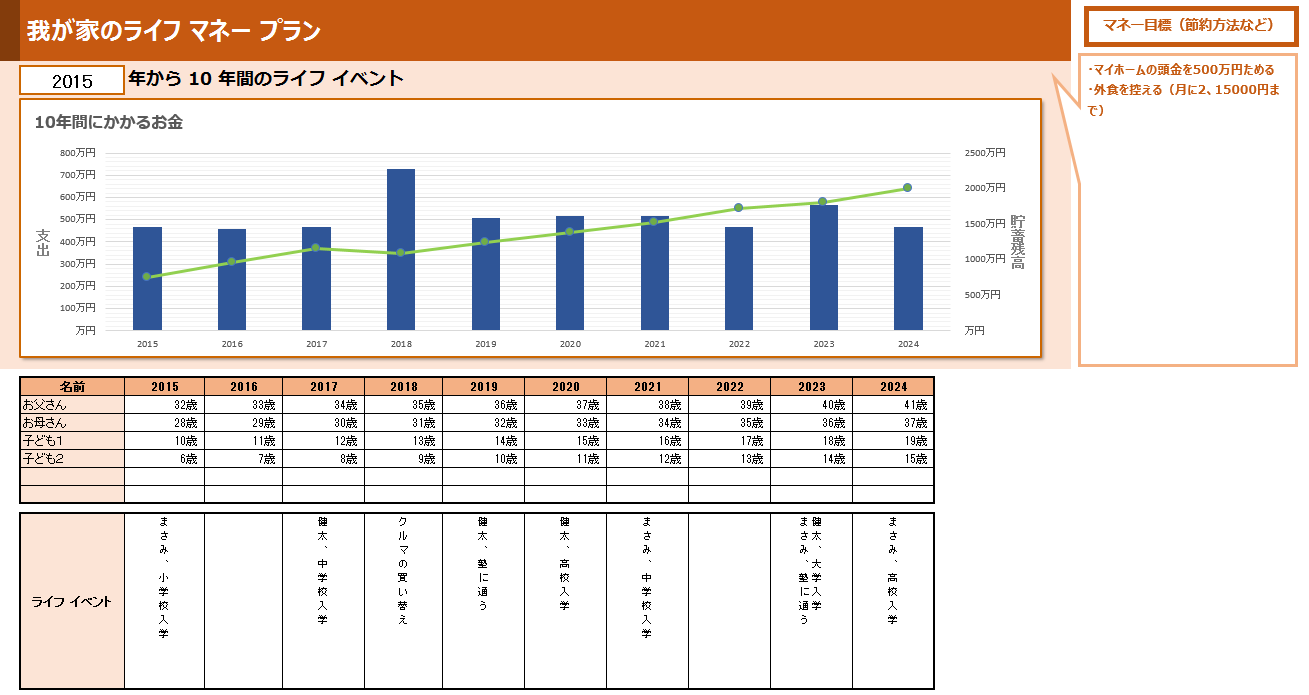 我が家のライフ マネー プラン
マネー目標（節約方法など）
2015 年から 10 年間のライフ イベント
・マイホームの頭金を500万円ためる
・外食を控える（月に2、15000円ま
で）
10年間にかかるお金
800万円
700万円
600万円
500万円
400万円
300万円
200万円
100万円
万円
支出
2500万円
2000万円
1500万円
1000万円
500万円
万円
貯蓄残高
2015 2016 2017 2018 2019 2020 2021 2022 2023 2024
名前 2015 2016 2017 2018 2019 2020 2021 2022 2023 2024
お父さん 32歳 33歳 34歳 35歳 36歳 37歳 38歳 39歳 40歳 41歳
お母さん 28歳 29歳 30歳 31歳 32歳 33歳 34歳 35歳 36歳 37歳
子ども1 10歳 11歳 12歳 13歳 14歳 15歳 16歳 17歳 18歳 19歳
子ども2 6歳 7歳 8歳 9歳 10歳 11歳 12歳 13歳 14歳 15歳
ライフ イベント
まさみ、小学校入学
健太、中学校入学
クルマの買い替え
健太、塾に通う
健太、高校入学
まさみ、中学校入学
健太、大学入学
まさみ、塾に通う
まさみ、高校入学